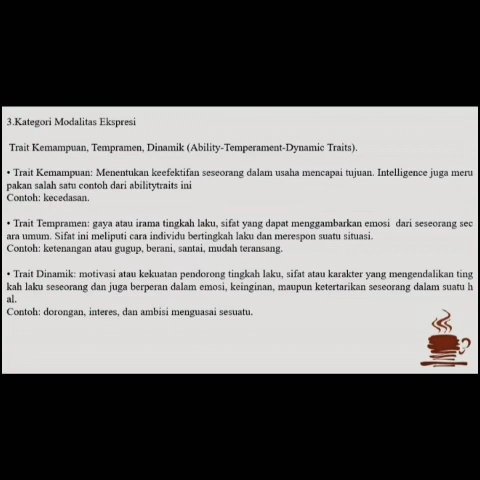 3.Kategori Modalitas Ekspresi
Trait Kemampuan, Tempramen, Dinamik (Ability-Temperament-Dynamic Traits).
• Trait Kemampuan: Menentukan keefektifan seseorang dalam usaha mencapai tujuan. Intelligence juga meru
pakan salah satu contoh dari abilitytraits ini
Contoh: kecedasan.
• Trait Tempramen: gaya atau irama tingkah laku, sifat yang dapat menggambarkan emosi dari seseorang sec
ara umum. Sifat ini meliputi cara individu bertingkah laku dan merespon suatu situasi.
Contoh: ketenangan atau gugup, berani, santai, mudah teransang.
• Trait Dinamik: motivasi atau kekuatan pendorong tingkah laku, sifat atau karakter yang mengendalikan ting
kah laku seseorang dan juga berperan dalam emosi, keinginan, maupun ketertarikan seseorang dalam suatu h
al.
Contoh: dorongan, interes, dan ambisi menguasai sesuatu.